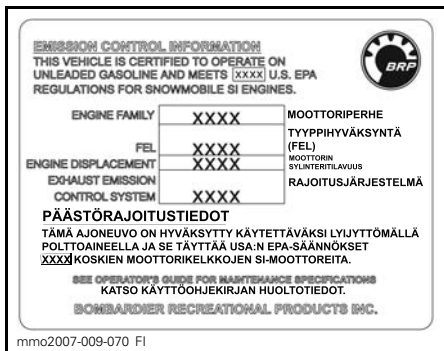 EMISSION CONTROL INFORMATION
THIS VEHICLE IS CERTIFIED TO OPERATE ON
UNLEADED GASOLINE AND MEETS XXXX U.S. EPA
REGULATIONS FOR SNOWMOBILE SI ENGINES.
BRP
ENGINE FAMILY XXXX MOOTTORIPERHE
TYYPPIHYVÄKSYNTÄ
FEL XXXX (FEL)
ENGINE DISPLACEMENT XXXX MOOTTORIN
SYLINTERITILAVUUS
EXHAUST EMISSION RAJOITUSJÄRJESTELMÄ
CONTROL SYSTEM XXXX
PÄÄSTÖRAJOITUSTIEDOT
TÄMÄ AJONEUVO ON HYVÄKSYTTY KÄYTETTÄVÄKSI LYIJYTTÖMÄLLÄ
POLTTOAINEELLA JA SE TÄYTTÄÄ USA:N EPA-SÄÄNNÖKSET
XXXX KOSKIEN MOOTTORIKELKKOJEN SI-MOOTTOREITA.
SEE OPERATOR'S GUIDE FOR MAINTENANCE SPECIFICATIONS
KATSO KÄYTTÖOHJEKIRJAN HUOLTOTIEDOT.
BOMBARDIER RECREATIONAL PRODUCTS INC.
mmo2007-009-070 FI